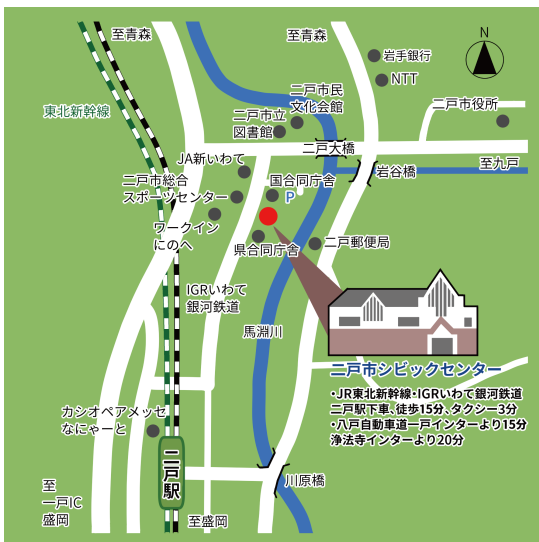 至青森
至青森
N
岩手銀行
NTT
東北新幹線
二戸市民
文化会館
二戸市立
図書館
二戸市役所
二戸大橋
JA新いわて
至九戸
岩谷橋
二戸市総合
スポーツセンター
国合同庁舎
P
ワークイン
にのへ
県合同庁舎
二戸郵便局
IGRいわて
銀河鉄道
馬淵川
二戸市シビックセンター
・JR東北新幹線・IGRいわて銀河鉄道
二戸駅下車、徒歩15分、タクシー3分
・八戸自動車道一戸インターより15分
浄法寺インターより20分
カシオペアメッセ
なにゃーと
二戸駅
川原橋
至
一戸IC
盛岡
至盛岡